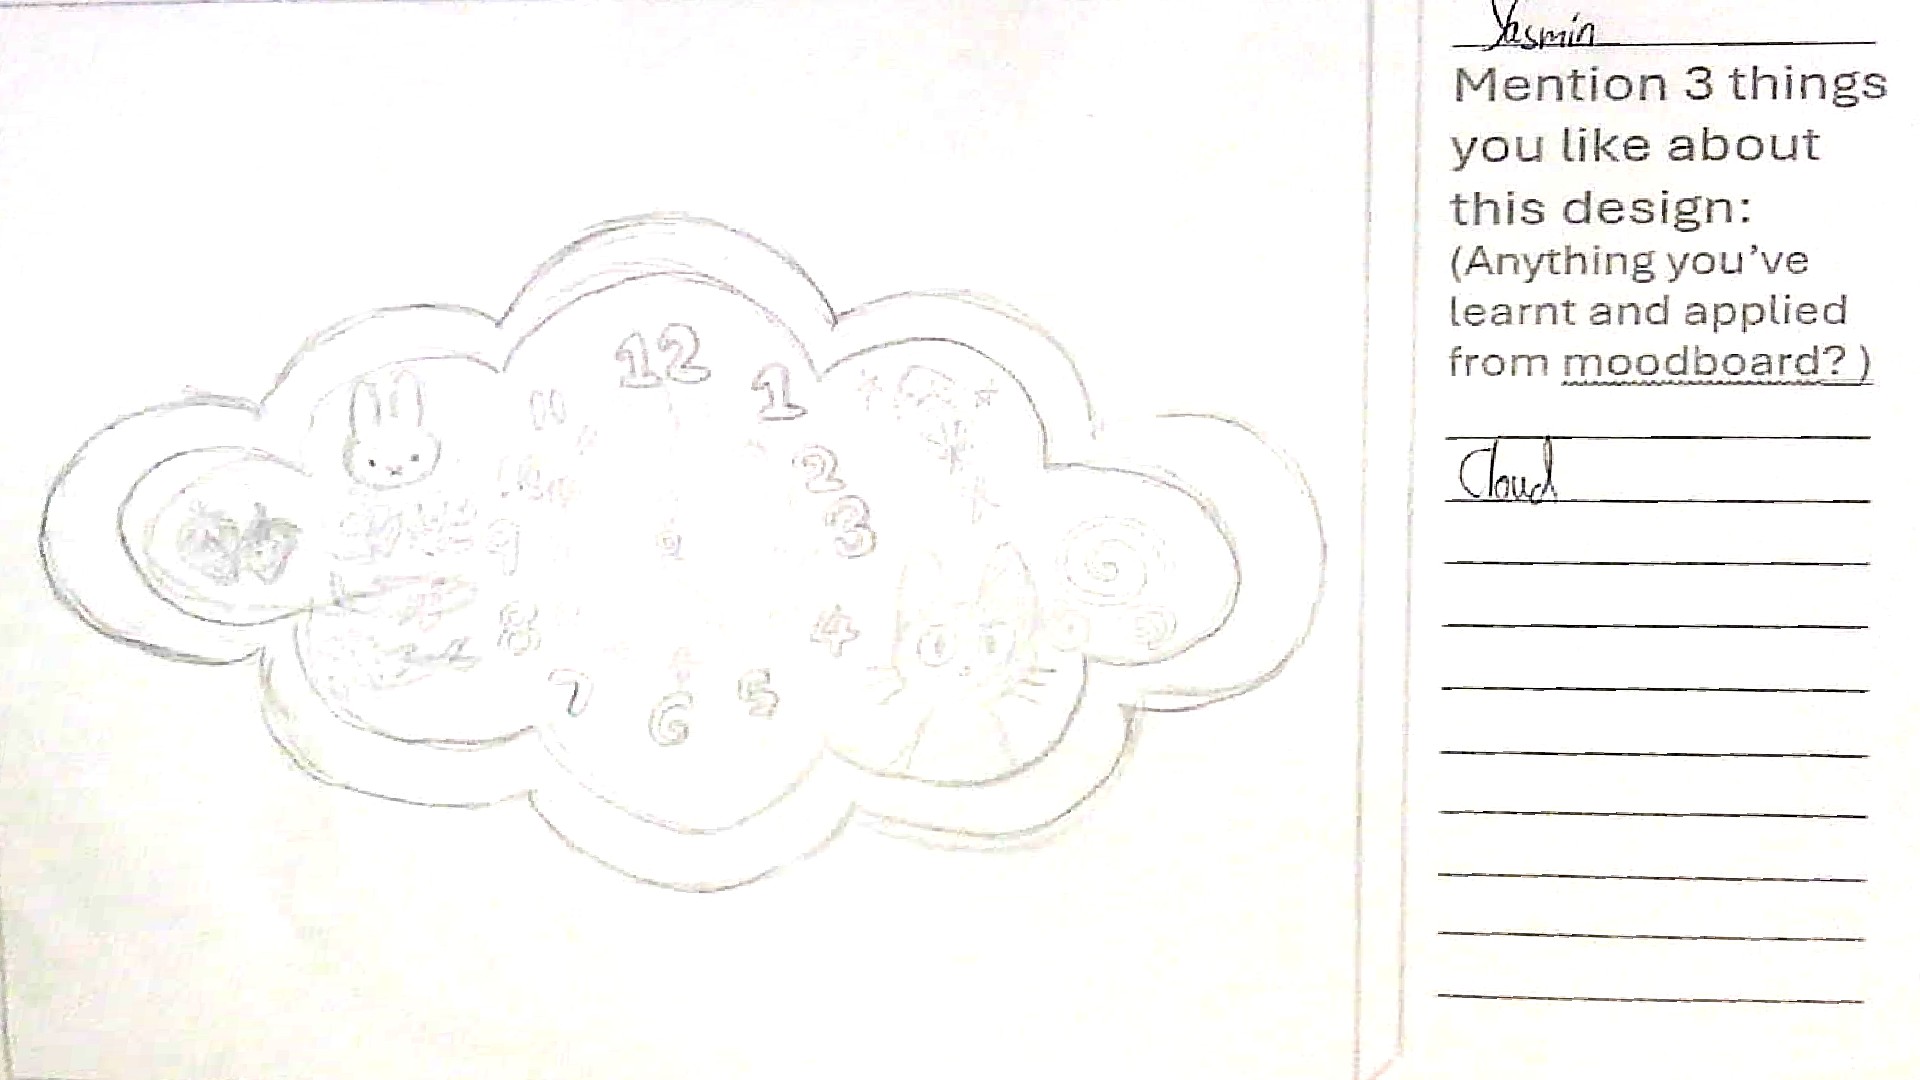 Yasmin
Mention 3 things
you like about
this design:
(Anything you've
learnt and applied
from moodboard? )
Cloud
12
11
1
2
3
9
4
8
7
6
5